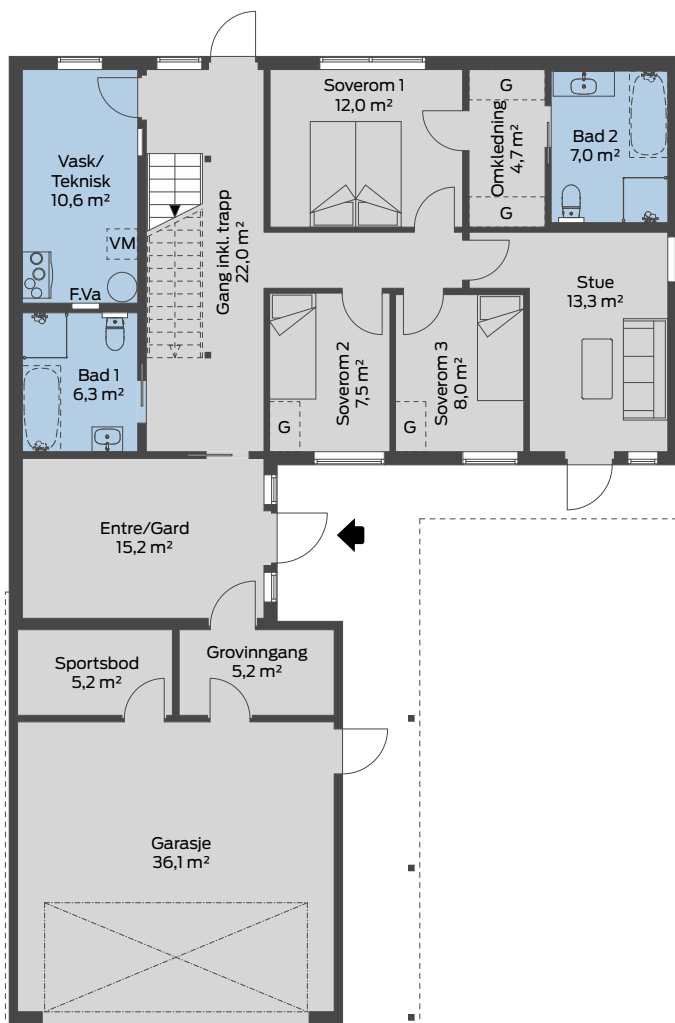 Soverom 1
12,0 m²
G
Omkledning
4,7 m²
G
Bad 2
7,0 m²
Vask/
Teknisk
10,6 m²
VM
F.Va
Gang inkl. trapp
22,0 m²
Stue
13,3 m²
Bad 1
6,3 m²
Soverom 2
7,5 m²
G
Soverom 3
8,0 m²
G
Entre/Gard
15,2 m²
Sportsbod
5,2 m²
Grovinngang
5,2 m²
Garasje
36,1 m²